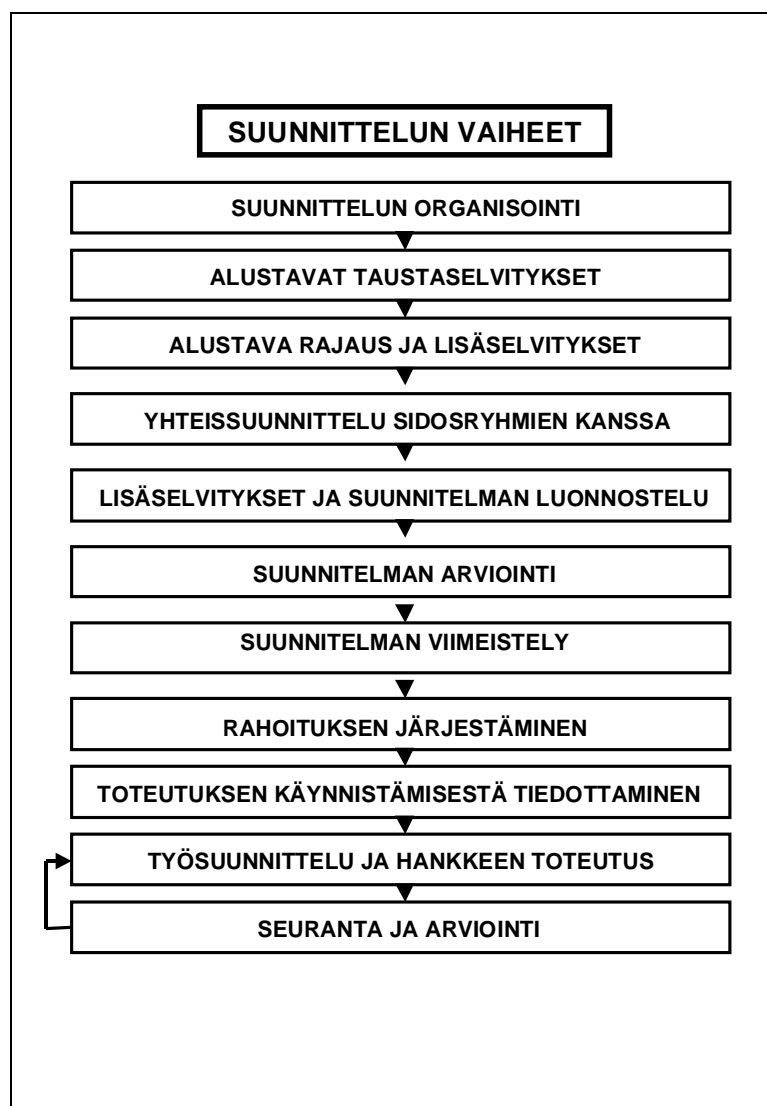 SUUNNITTELUN VAIHEET
SUUNNITTELUN ORGANISOINTI
ALUSTAVAT TAUSTASELVITYKSET
ALUSTAVA RAJAUS JA LISÄSELVITYKSET
YHTEISSUUNNITTELU SIDOSRYHMIEN KANSSA
LISÄSELVITYKSET JA SUUNNITELMAN LUONNOSTELU
SUUNNITELMAN ARVIOINTI
SUUNNITELMAN VIIMEISTELY
RAHOITUKSEN JÄRJESTÄMINEN
TOTEUTUKSEN KÄYNNISTÄMISESTÄ TIEDOTTAMINEN
TYÖSUUNNITTELU JA HANKKEEN TOTEUTUS
SEURANTA JA ARVIOINTI